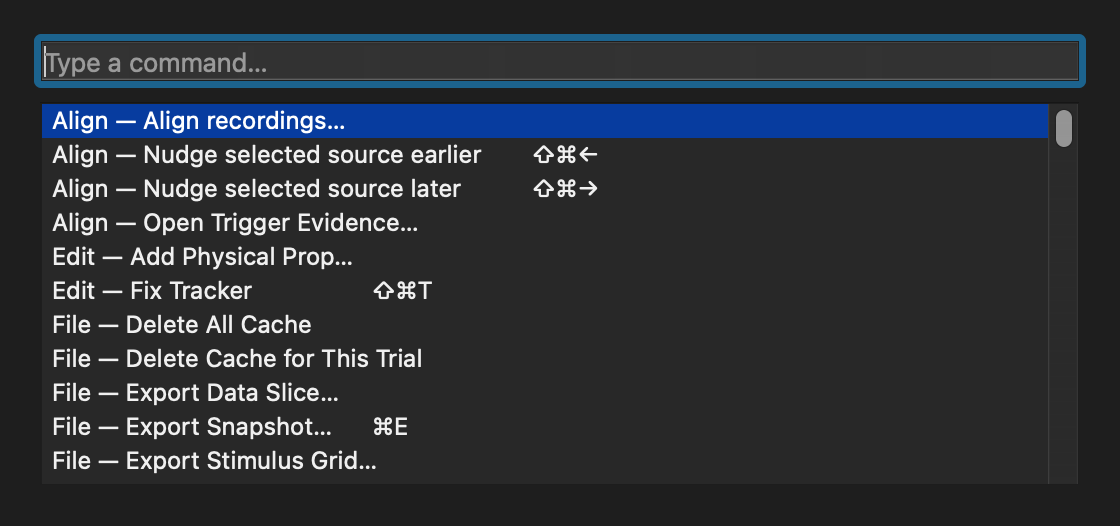 Type a command...
Align — Align recordings...
Align — Nudge selected source earlier ⇧⌘←
Align — Nudge selected source later ⇧⌘→
Align — Open Trigger Evidence...
Edit — Add Physical Prop...
Edit — Fix Tracker ⇧⌘T
File — Delete All Cache
File — Delete Cache for This Trial
File — Export Data Slice...
File — Export Snapshot... ⌘E
File — Export Stimulus Grid...